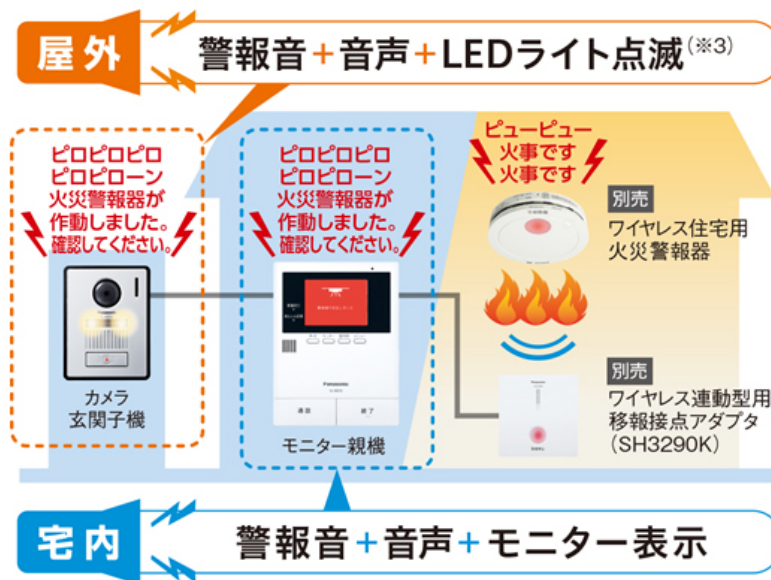 屋外
警報音+音声+LEDライト点滅(※3)
ピロピロピロ
ピロピローン
火災警報器が
作動しました。
確認してください。
ピロピロピロ
ピロピローン
火災警報器が
作動しました。
確認してください。
ピューピュー
火事です
火事です
別売
ワイヤレス住宅用
火災警報器
Panasonic
通話
終了
カメラ
玄関子機
モニター親機
別売
ワイヤレス連動型用
移報接点アダプタ
(SH3290K)
宅内
警報音+音声+モニター表示